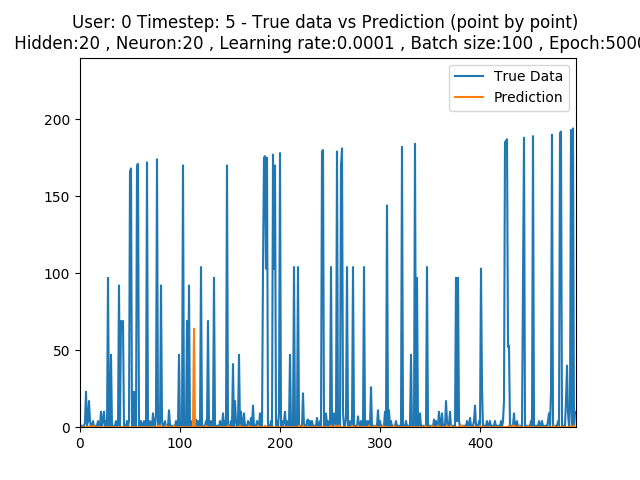 User: 0 Timestep: 5 - True data vs Prediction (point by point)
Hidden:20 , Neuron:20 , Learning rate:0.0001 , Batch size:100 , Epoch:5000
True Data
Prediction
200
150
100
50
0
0 100 200 300 400